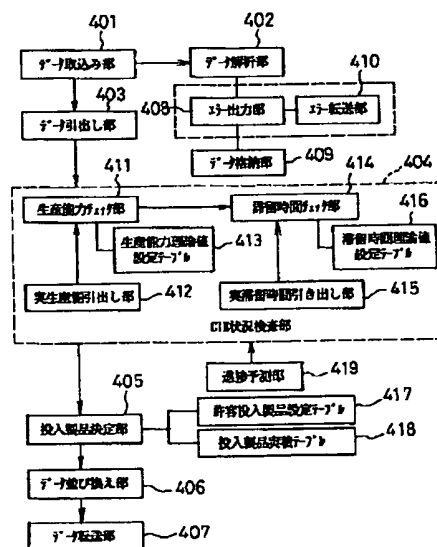 401
402
データ取込み部
データ解析部
410
403
408
エラー出力部
エラー転送部
データ引出し部
データ格納部
409
411
414
404
生産能力チェック部
滞留時間チェック部
416
生産能力理論値
設定テーブル
413
滞留時間理論値
設定テーブル
実生産値引出し部
412
実滞留時間引き出し部
415
状況検査部
進捗予測部
419
405
417
投入製品決定部
許容投入製品設定テーブル
投入製品実績テーブル
418
データ並び換え部
406
データ転送部
407